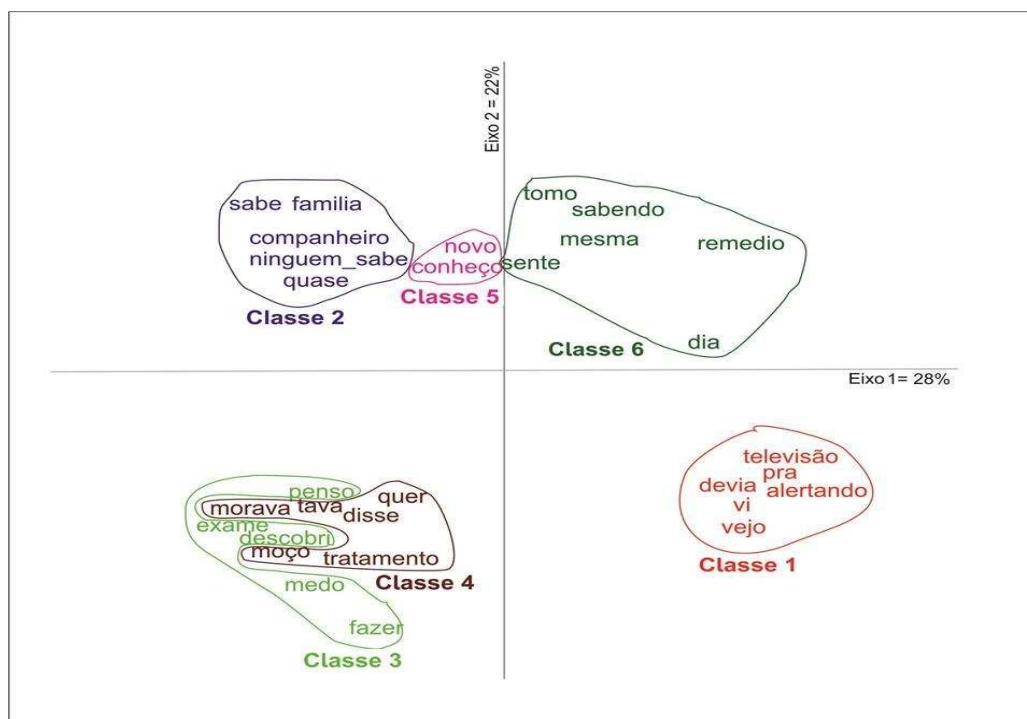 Eixo 2 = 22%
sabe familia
companheiro
ninguem_sabe
quase
Classe 2
novo
conheço
Classe 5
tomo
sabendo
mesma
remedio
sente
dia
Classe 6
Eixo 1= 28%
televisão
pra
devia alertando
vi
vejo
Classe 1
penso
quer
morava tava
disse
exame
descobri
moço tratamento
Classe 4
medo
fazer
Classe 3